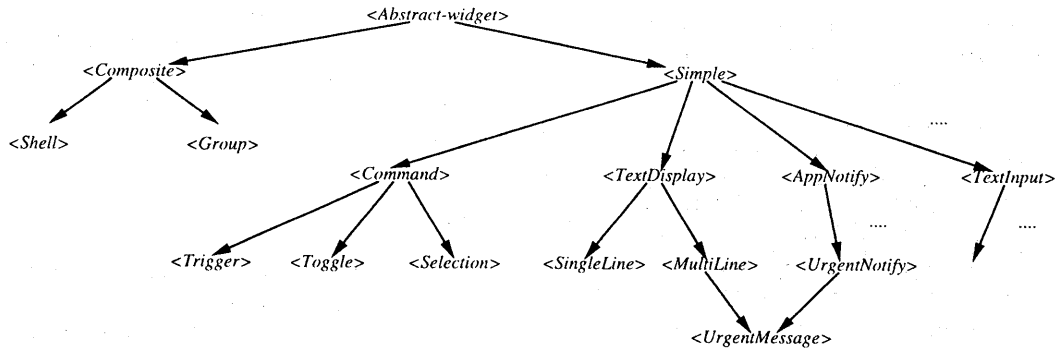 <Abstract-widget>
<Composite>
<Simple>
....
<Shell>
<Group>
<Command>
<TextDisplay>
<AppNotify>
<TextInput>
....
....
<Trigger>
<Toggle>
<Selection>
<SingleLine>
<MultiLine>
<UrgentNotify>
<UrgentMessage>